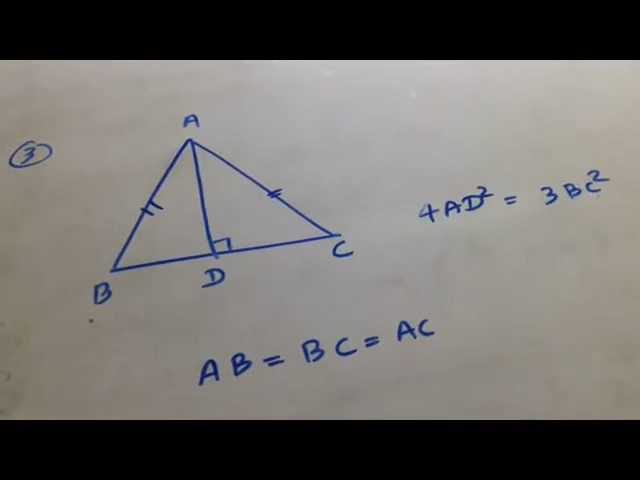 3
A
B
D
C
4AD² = 3BC²
AB = BC = AC